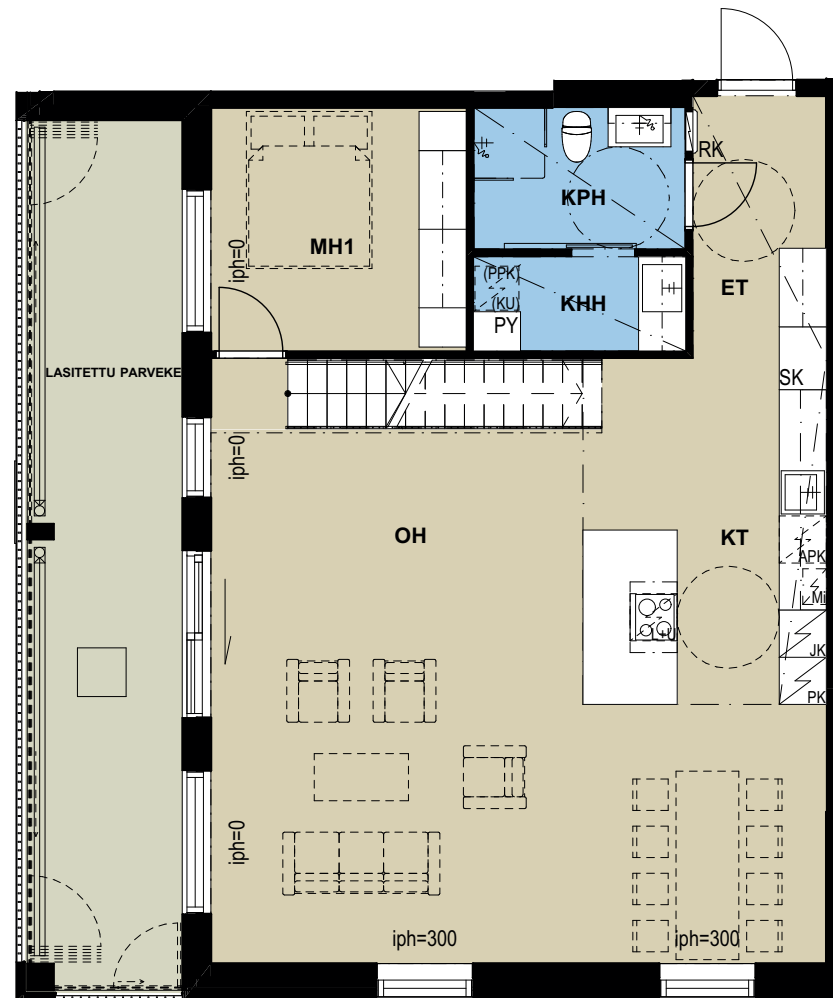 RK
KPH
MH1
iph=0
(PPK)
(KU)
KHH
PY
ET
LASITETTU PARVEKE
SK
iph=0
OH
KT
APK
Mi
L+U
JK
PK
iph=0
iph=300
iph=300